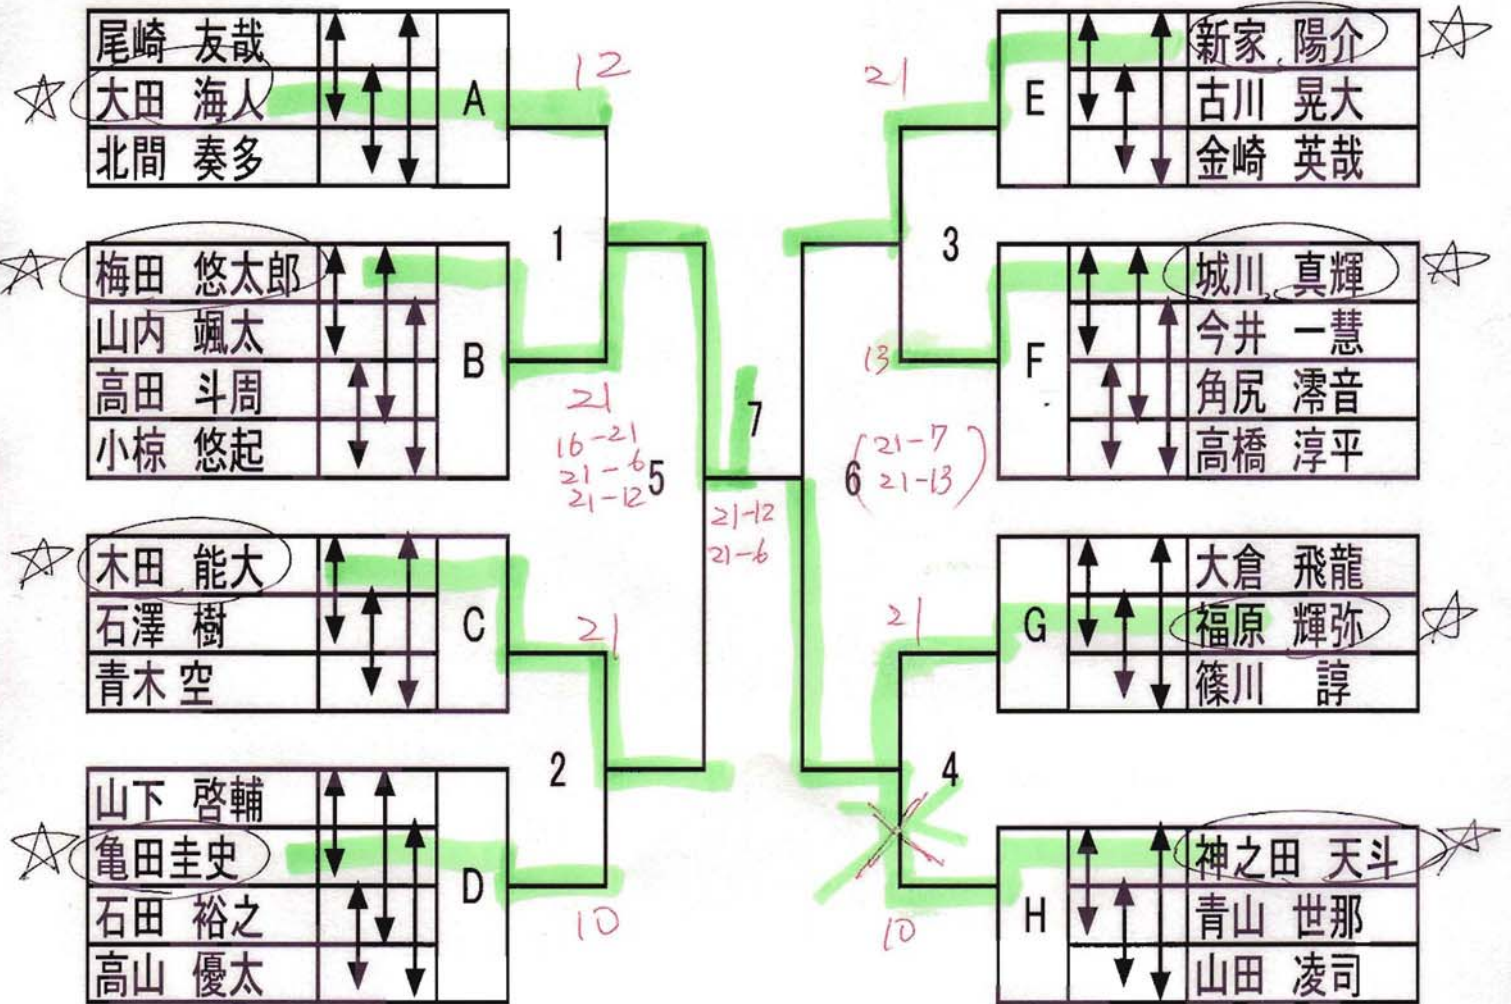 尾崎 友哉
大田 海人
北間 奏多
A
12
梅田 悠太郎
山内 颯太
高田 斗周
小椋 悠起
B
1
21
16-21
21-6
21-12
5
木田 能大
石澤 樹
青木 空
C
21
山下 啓輔
亀田圭史
石田 裕之
高山 優太
D
2
10
7
21-12
21-6
21
E
新家 陽介
古川 晃大
金崎 英哉
3
13
F
城川 真輝
今井 一慧
角尻 澪音
高橋 淳平
6
(21-7
21-13)
21
G
大倉 飛龍
福原 輝弥
篠川 諄
4
10
H
神之田 天斗
青山 世那
山田 凌司